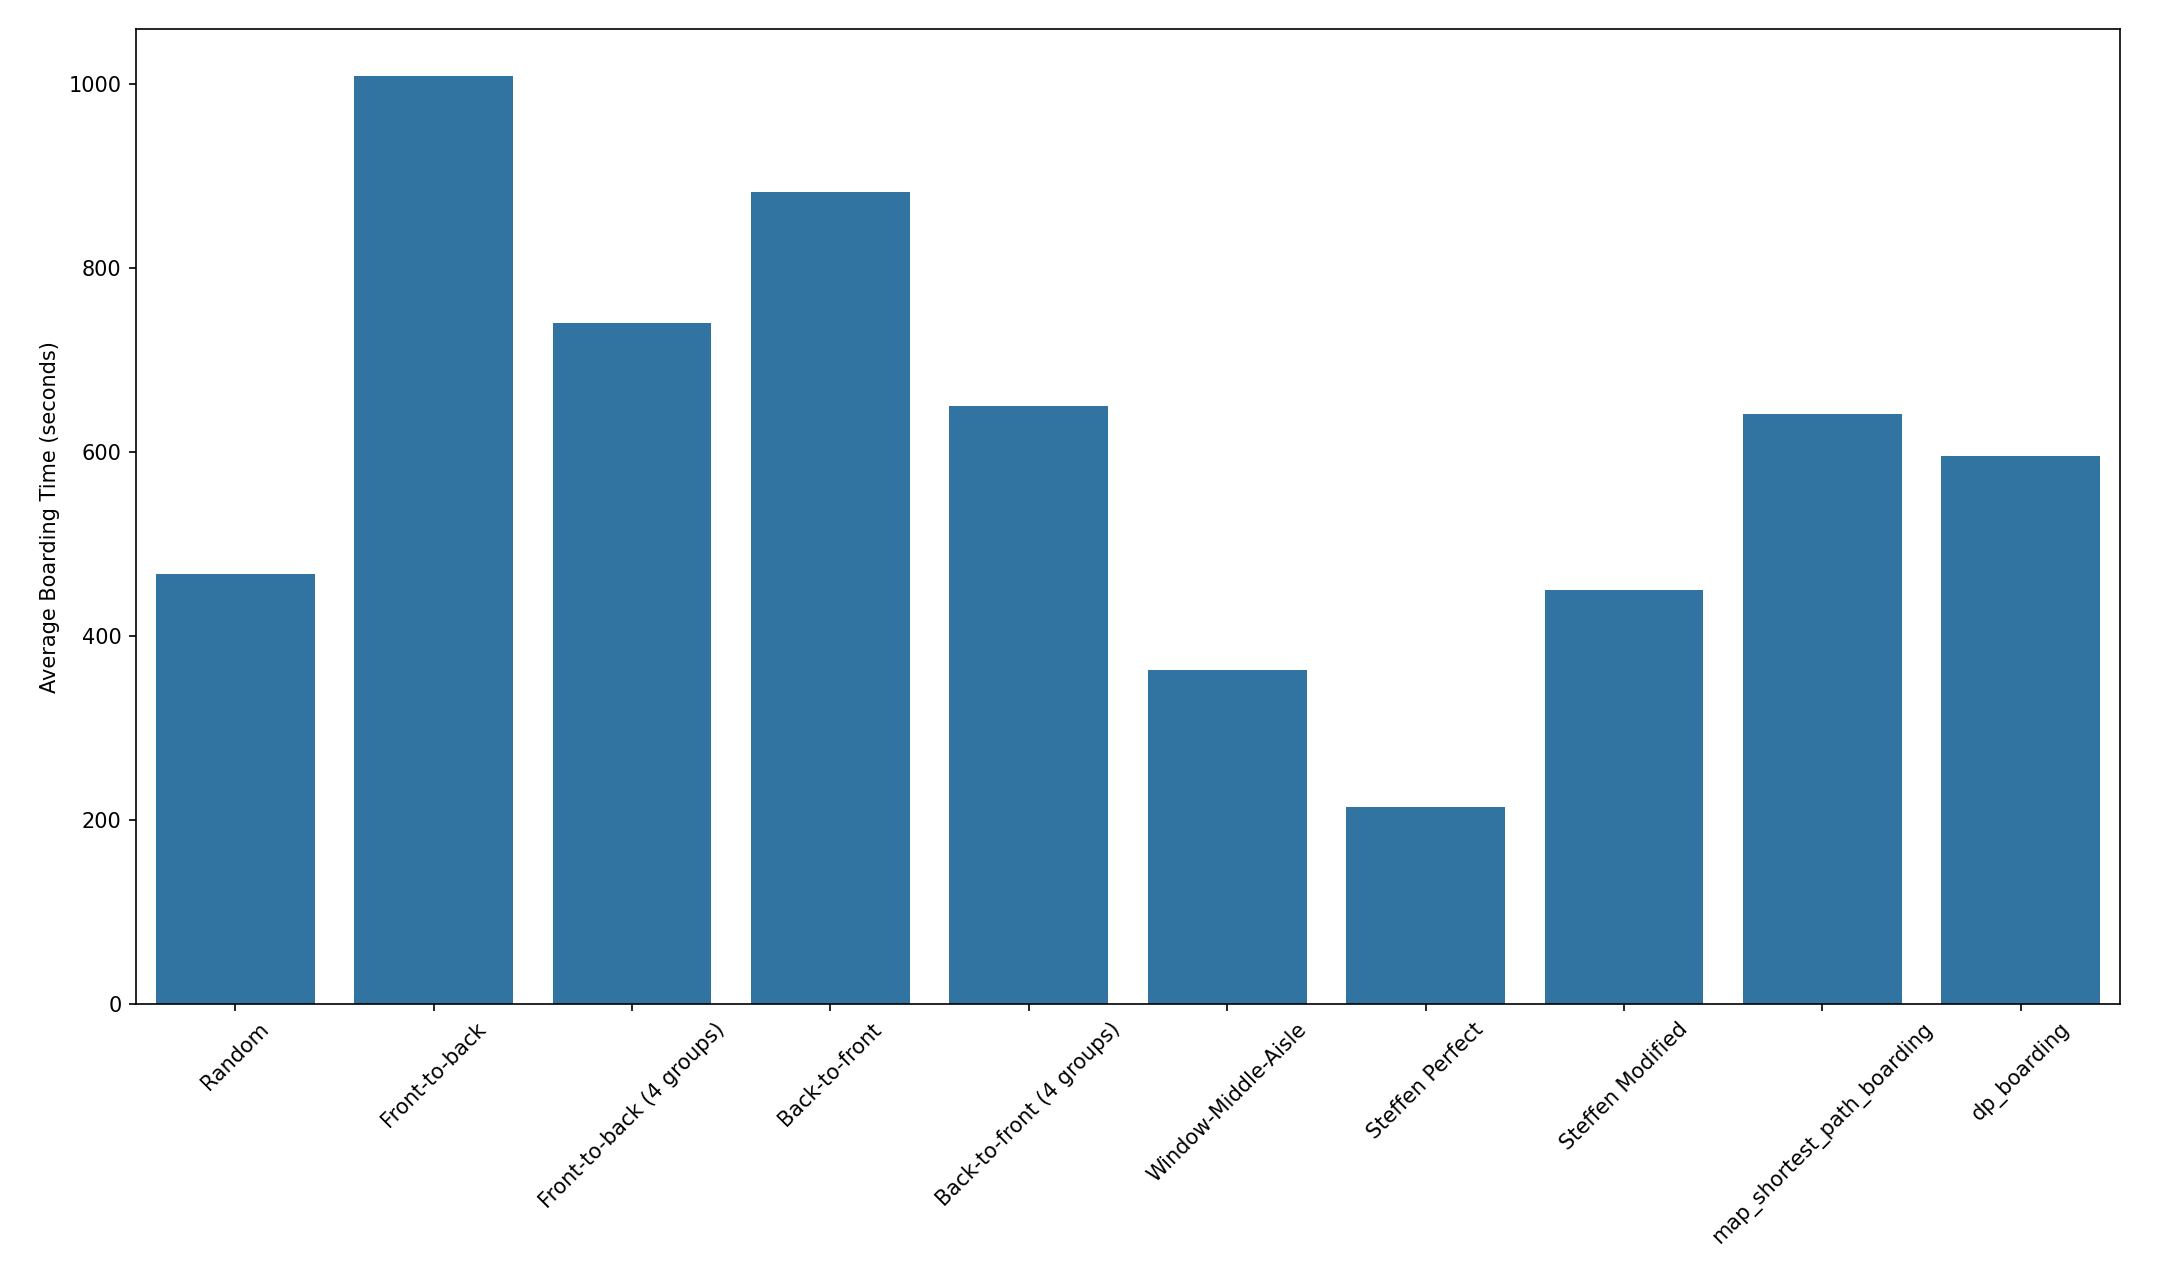 Average Boarding Time (seconds)
1000
800
600
400
200
0
Random
Front-to-back
Front-to-back (4 groups)
Back-to-front
Back-to-front (4 groups)
Window-Middle-Aisle
Steffen Perfect
Steffen Modified
map_shortest_path_boarding
dp_boarding